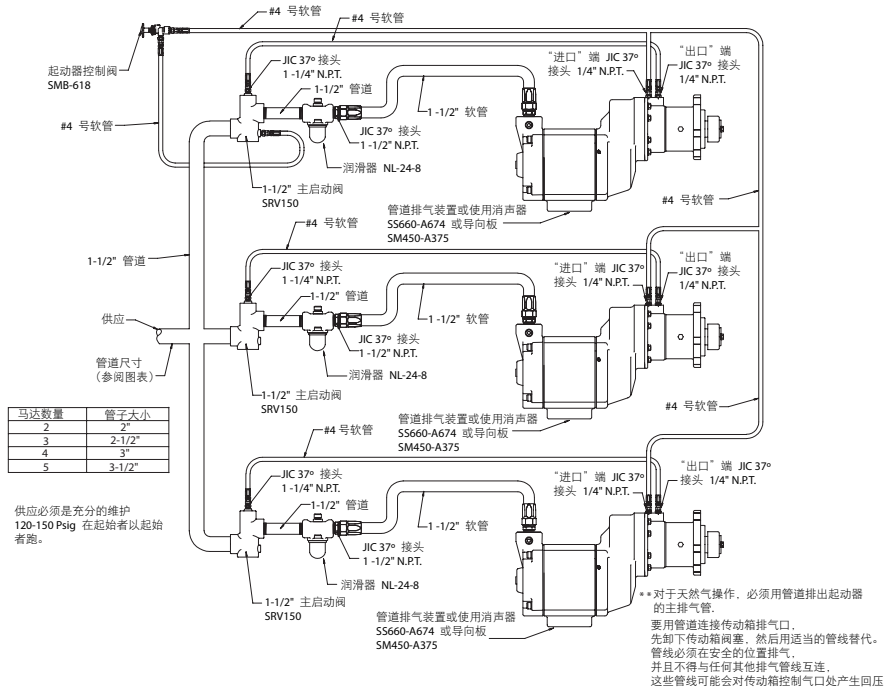 #4 号软管
#4 号软管
起动器控制阀
SMB-618
JIC 37º 接头
1 -1/4" N.P.T.
1-1/2" 管道
“进口”端 JIC 37º
接头 1/4" N.P.T.
“出口”端
JIC 37º 接头
1/4" N.P.T.
1 -1/2" 软管
#4 号软管
JIC 37º 接头
1 -1/2" N.P.T.
润滑器 NL-24-8
1-1/2" 主启动阀
SRV150
管道排气装置或使用消声器
SS660-A674 或导向板
SM450-A375
#4 号软管
#4 号软管
1-1/2" 管道
JIC 37º 接头
1 -1/4" N.P.T.
1-1/2" 管道
“进口”端 JIC 37º
接头 1/4" N.P.T.
“出口”端
JIC 37º 接头
1/4" N.P.T.
供应
1 -1/2" 软管
JIC 37º 接头
1 -1/2" N.P.T.
管道尺寸
（参阅图表）
润滑器 NL-24-8
1-1/2" 主启动阀
SRV150
管道排气装置或使用消声器
SS660-A674 或导向板
SM450-A375
#4 号软管
马达数量 管子大小
2 2"
3 2-1/2"
4 3"
5 3-1/2"
#4 号软管
JIC 37º 接头
1 -1/4" N.P.T.
1-1/2" 管道
“进口”端 JIC 37º
接头 1/4" N.P.T.
“出口”端 JIC 37º
接头 1/4" N.P.T.
供应必须是充分的维护
120-150 Psig 在起始者以起始
者跑。
1 -1/2" 软管
JIC 37º 接头
1 -1/2" N.P.T.
润滑器 NL-24-8
1-1/2" 主启动阀
SRV150
管道排气装置或使用消声器
SS660-A674 或导向板
SM450-A375
**对于天然气操作，必须用管道排出起动器
的主排气管.
要用管道连接传动箱排气口，
先卸下传动箱阀塞，然后用适当的管线替代。
管线必须在安全的位置排气，
并且不得与任何其他排气管线互连，
这些管线可能会对传动箱控制气口处产生回压